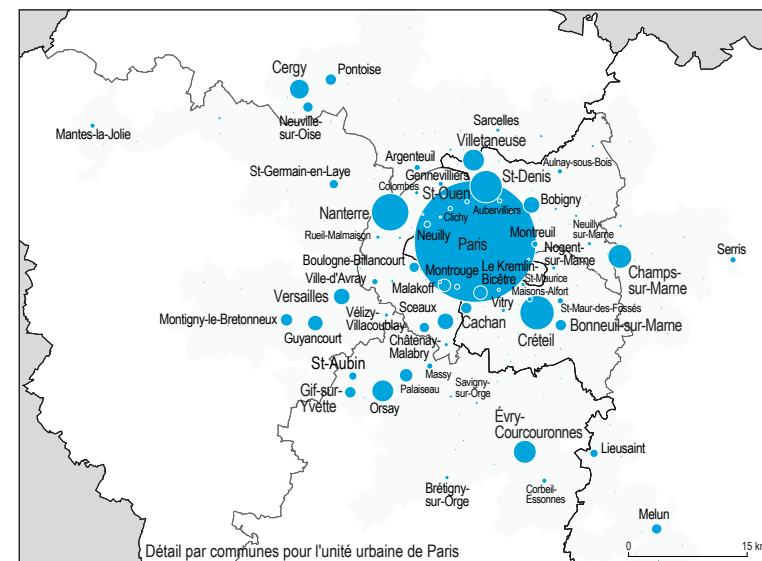 Cergy
Pontoise
Neuville-
sur-Oise
Mantes-la-Jolie
Sarcelles
Villetaneuse
Argenteuil
Aulnay-sous-Bois
Gennevilliers
St-Germain-en-Laye
Colombes
St-Ouen
St-Denis
Bobigny
Aubervilliers
Nanterre
Clichy
Neuilly-
sur-Marne
Rueil-Malmaison
Neuilly
Paris
Montreuil
Nogent-
sur-Marne
Serris
Boulogne-Billancourt
Montrouge
Le Kremlin-
Bicêtre
St-Maurice
Champs-
sur-Marne
Ville-d'Avray
Malakoff
Maisons-Alfort
Versailles
Vitry
St-Maur-des-Fossés
Montigny-le-Bretonneux
Vélizy-
Villacoublay
Sceaux
Cachan
Bonneuil-sur-Marne
Guyancourt
Créteil
Châtenay-
Malabry
St-Aubin
Massy
Gif-sur-
Yvette
Palaiseau
Savigny-
sur-Orge
Orsay
Évry-
Courcouronnes
Lieusaint
Brétigny-
sur-Orge
Corbeil-
Essonnes
Melun
Détail par communes pour l'unité urbaine de Paris
0 15 km